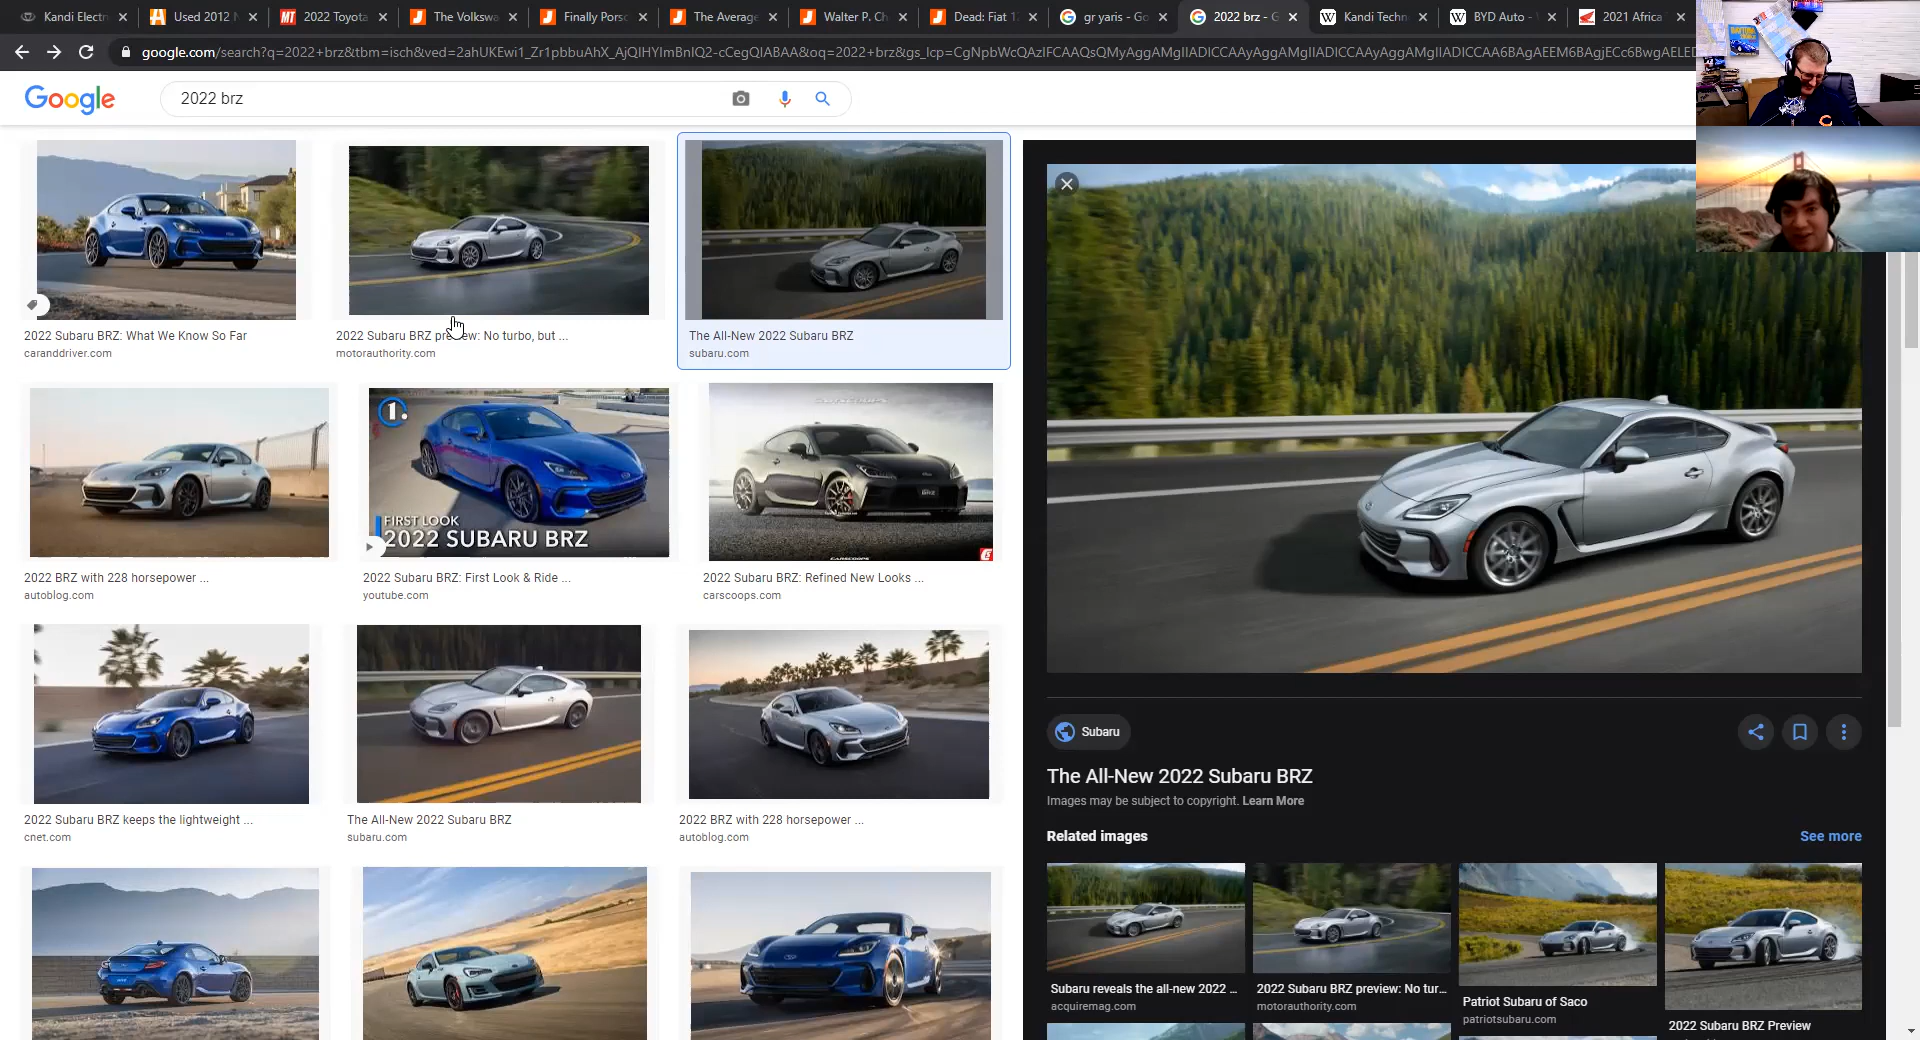 Kandi Electr
Used 2012 N
2022 Toyota
The Volkswa
Finally Pors
The Average
Walter P. Ch
Dead: Fiat 1
gr yaris - Go
2022 brz - G
Kandi Techn
BYD Auto -
2021 Africa
google.com/search?q=2022+brz&tbm=isch&ved=2ahUKEwi1_Zr1pbbuAhX_AjQIHYImBnIQ2-cCegQIABAA&oq=2022+brz&gs_lcp=CgNpbWcQAzIFCAAQsQMyAggAMgIIADICCAAyAggAMgIIADICCAAyAggAMgIIADICCAA6BAgAEEM6BAgjECc6BwgAELED
Google
2022 brz
2022 Subaru BRZ: What We Know So Far
caranddriver.com
2022 Subaru BRZ preview: No turbo, but ...
motorauthority.com
The All-New 2022 Subaru BRZ
subaru.com
1.
FIRST LOOK
2022 SUBARU BRZ
CARSCOOPS
2022 BRZ with 228 horsepower ...
autoblog.com
2022 Subaru BRZ: First Look & Ride ...
youtube.com
2022 Subaru BRZ: Refined New Looks ...
carscoops.com
2022 Subaru BRZ keeps the lightweight ...
cnet.com
The All-New 2022 Subaru BRZ
subaru.com
2022 BRZ with 228 horsepower ...
autoblog.com
Subaru
The All-New 2022 Subaru BRZ
Images may be subject to copyright. Learn More
Related images
See more
Subaru reveals the all-new 2022 ...
acquiremag.com
2022 Subaru BRZ preview: No tur...
motorauthority.com
Patriot Subaru of Saco
patriotsubaru.com
2022 Subaru BRZ Preview